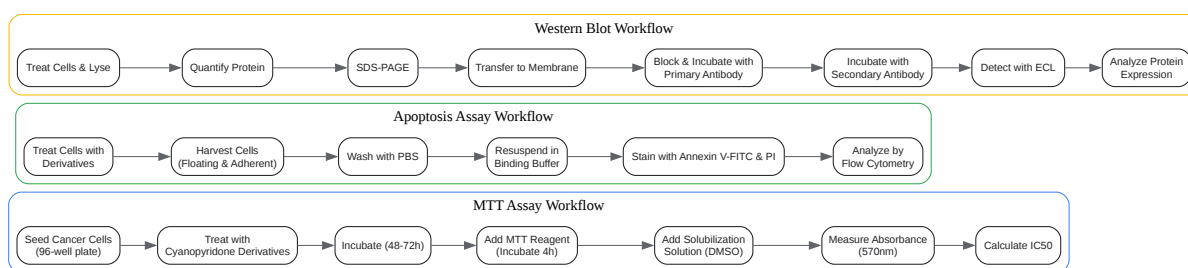 Western Blot Workflow
Treat Cells & Lyse
Quantify Protein
SDS-PAGE
Transfer to Membrane
Block & Incubate with
Primary Antibody
Incubate with
Secondary Antibody
Detect with ECL
Analyze Protein
Expression
Apoptosis Assay Workflow
Treat Cells with
Derivatives
Harvest Cells
(Floating & Adherent)
Wash with PBS
Resuspend in
Binding Buffer
Stain with Annexin V-FITC & PI
Analyze by
Flow Cytometry
MTT Assay Workflow
Seed Cancer Cells
(96-well plate)
Treat with
Cyanopyridone Derivatives
Incubate (48-72h)
Add MTT Reagent
(Incubate 4h)
Add Solubilization
Solution (DMSO)
Measure Absorbance
(570nm)
Calculate IC50